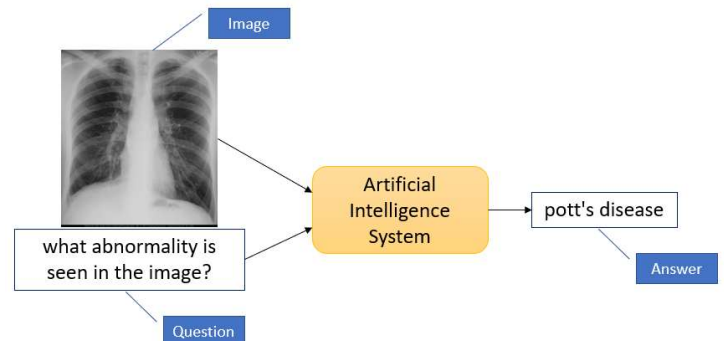 Image
what abnormality is
seen in the image?
Question
Artificial
Intelligence
System
pott's disease
Answer